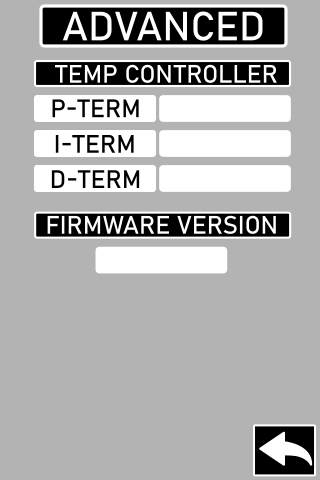 ADVANCED
TEMP CONTROLLER
P-TERM
I-TERM
D-TERM
FIRMWARE VERSION